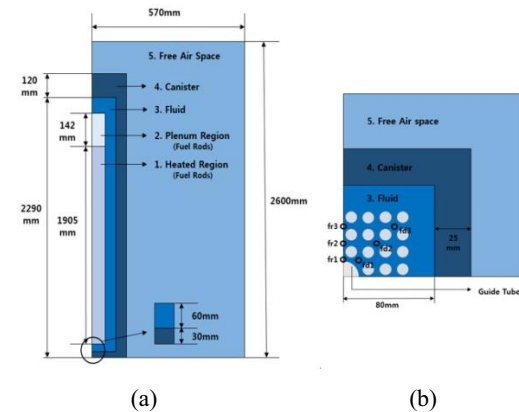 570mm
5. Free Air Space
120
mm
4. Canister
3. Fluid
142
mm
2. Plenum Region
(Fuel Rods)
1. Heated Region
(Fuel Rods)
2290
mm
1905
mm
2600mm
60mm
30mm
(a)
5. Free Air space
4. Canister
3. Fluid
fr3
fd3
fr2
fd2
fr1
fd1
25
mm
Guide Tube
80mm
(b)